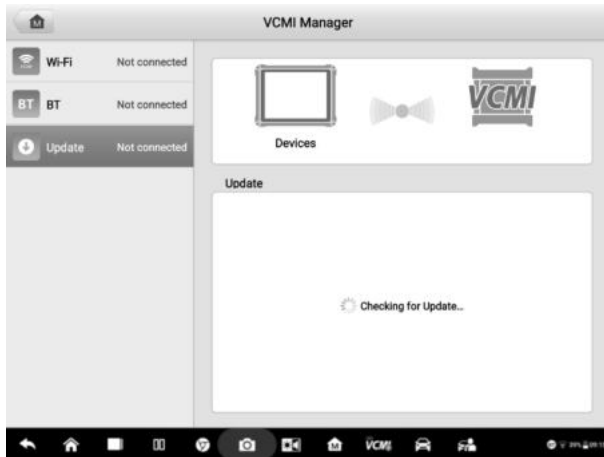 VCMI Manager
Wi-Fi Not connected
BT BT Not connected
Update Not connected
VCMI
Devices
Update
Checking for Update...
VCMI